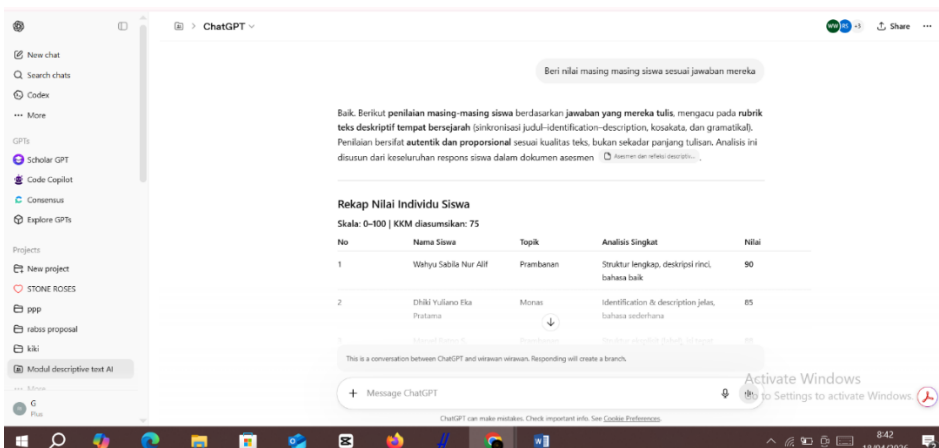 ChatGPT
WW RS +3
Share
New chat
Search chats
Codex
More
GPTs
Scholar GPT
Code Copilot
Consensus
Explore GPTs
Projects
New project
STONE ROSES
ppp
rabss proposal
kiki
Modul descriptive text AI
More
G
Plus
Beri nilai masing masing siswa sesuai jawaban mereka
Baik. Berikut penilaian masing-masing siswa berdasarkan jawaban yang mereka tulis, mengacu pada rubrik
teks deskriptif tempat bersejarah (sinkronisasi judul–identification–description, kosakata, dan gramatikal).
Penilaian bersifat autentik dan proporsional sesuai kualitas teks, bukan sekadar panjang tulisan. Analisis ini
disusun dari keseluruhan respons siswa dalam dokumen asesmen Asesmen dan refleksi descriptiv... .
Rekap Nilai Individu Siswa
Skala: 0–100 | KKM diasumsikan: 75
No Nama Siswa Topik Analisis Singkat Nilai
1 Wahyu Sabila Nur Alif Prambanan Struktur lengkap, deskripsi rinci, 90
bahasa baik
2 Dhiki Yuliano Eka Monas Identification & description jelas, 85
Pratama bahasa sederhana
This is a conversation between ChatGPT and wirawan wirawan. Responding will create a branch.
Message ChatGPT
ChatGPT can make mistakes. Check important info. See Cookie Preferences.
Activate Windows
to Settings to activate Windows.
8:42